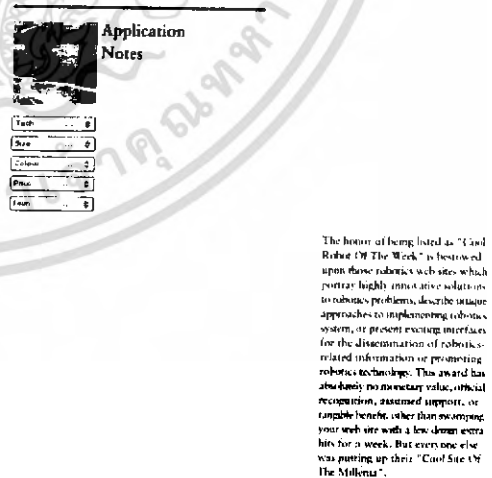 Application
Notes
Size
Colour
Price
The honor of being listed as "Cool
Robot Of The Week" is bestowed
upon those robotics web sites which
portray highly innovative solutions
to robotics problems, describe unique
approaches to implementing robotics
system, or present exciting interfaces
for the dissemination of robotics-
related information or promoting
robotics technology. This award has
absolutely no monetary value, official
recognition, assumed support, or
tangible benefit, other than swamping
your web site with a few dozen extra
hits for a week. But everyone else
was putting up their "Cool Site Of
The Millenia".